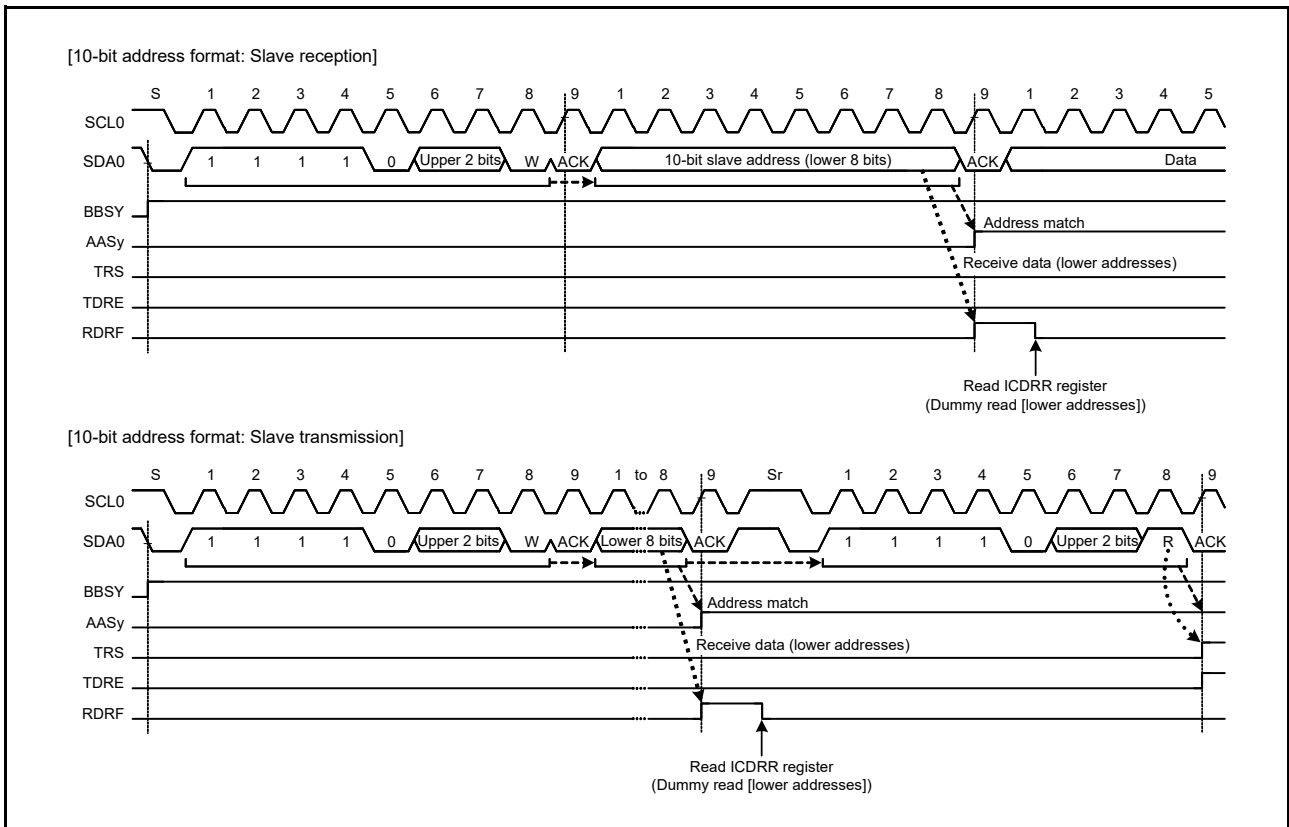 [10-bit address format: Slave reception]
S 1 2 3 4 5 6 7 8 9 1 2 3 4 5 6 7 8 9 1 2 3 4 5
SCL0
SDA0 1 1 1 1 0 Upper 2 bits W ACK 10-bit slave address (lower 8 bits) ACK Data
BBSY
Address match
AASy
Receive data (lower addresses)
TRS
TDRE
RDRF
Read ICDRR register
(Dummy read [lower addresses])
[10-bit address format: Slave transmission]
S 1 2 3 4 5 6 7 8 9 1 to 8 9 Sr 1 2 3 4 5 6 7 8 9
SCL0
SDA0 1 1 1 1 0 Upper 2 bits W ACK Lower 8 bits ACK 1 1 1 1 0 Upper 2 bits R ACK
BBSY
Address match
AASy
Receive data (lower addresses)
TRS
TDRE
RDRF
Read ICDRR register
(Dummy read [lower addresses])